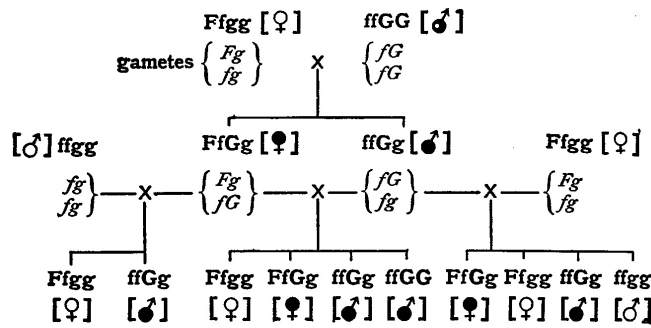 Ffgg [♀] ffGG [♂]
gametes { Fg } x { fG
fg fG
[♂] ffgg FfGg [♀] ffGg [♂] Ffgg [♀]
fg } x { Fg } x { fG } x { Fg
fg fG fg fg
Ffgg ffGg Ffgg FfGg ffGg ffGG FfGg Ffgg ffGg ffgg
[♀] [♂] [♀] [♀] [♂] [♂] [♀] [♀] [♂] [♂]